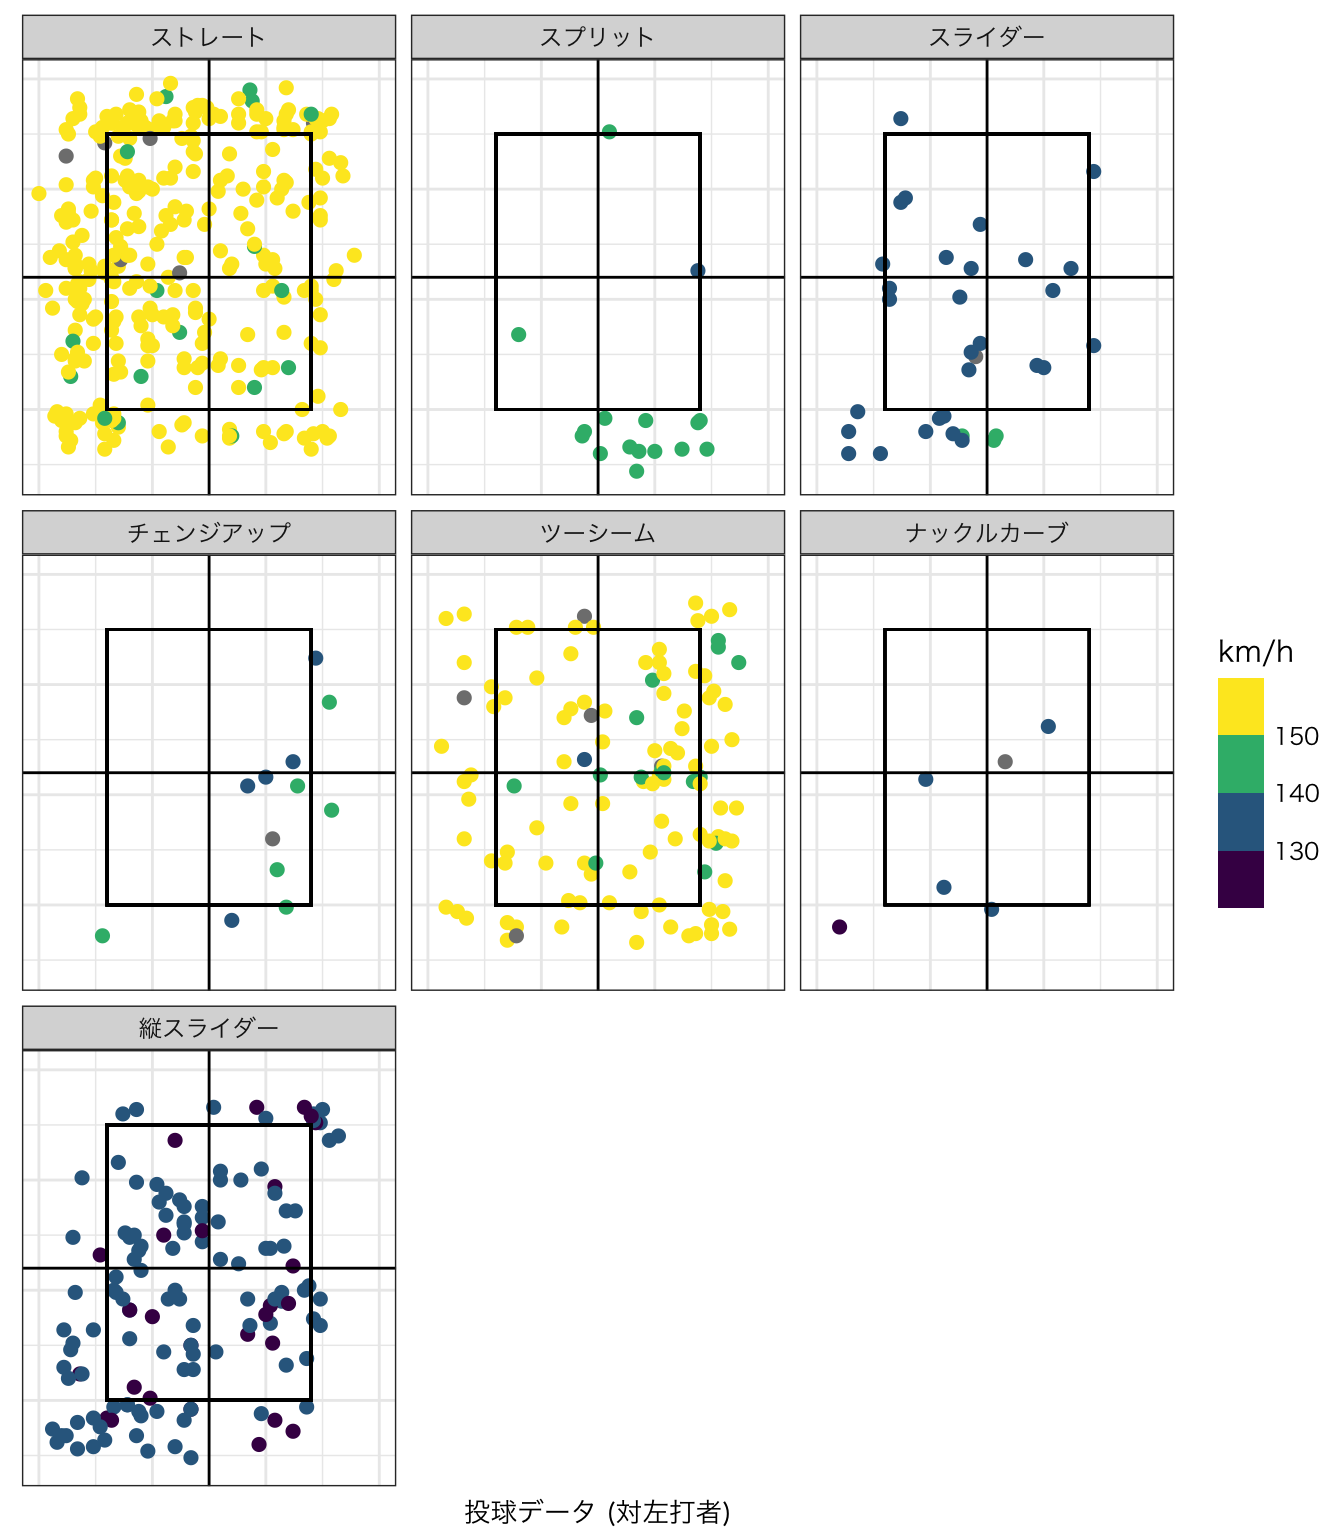 ストレート
スプリット
スライダー
チェンジアップ
ツーシーム
ナックルカーブ
km/h
150
140
130
縦スライダー
投球データ (対左打者)